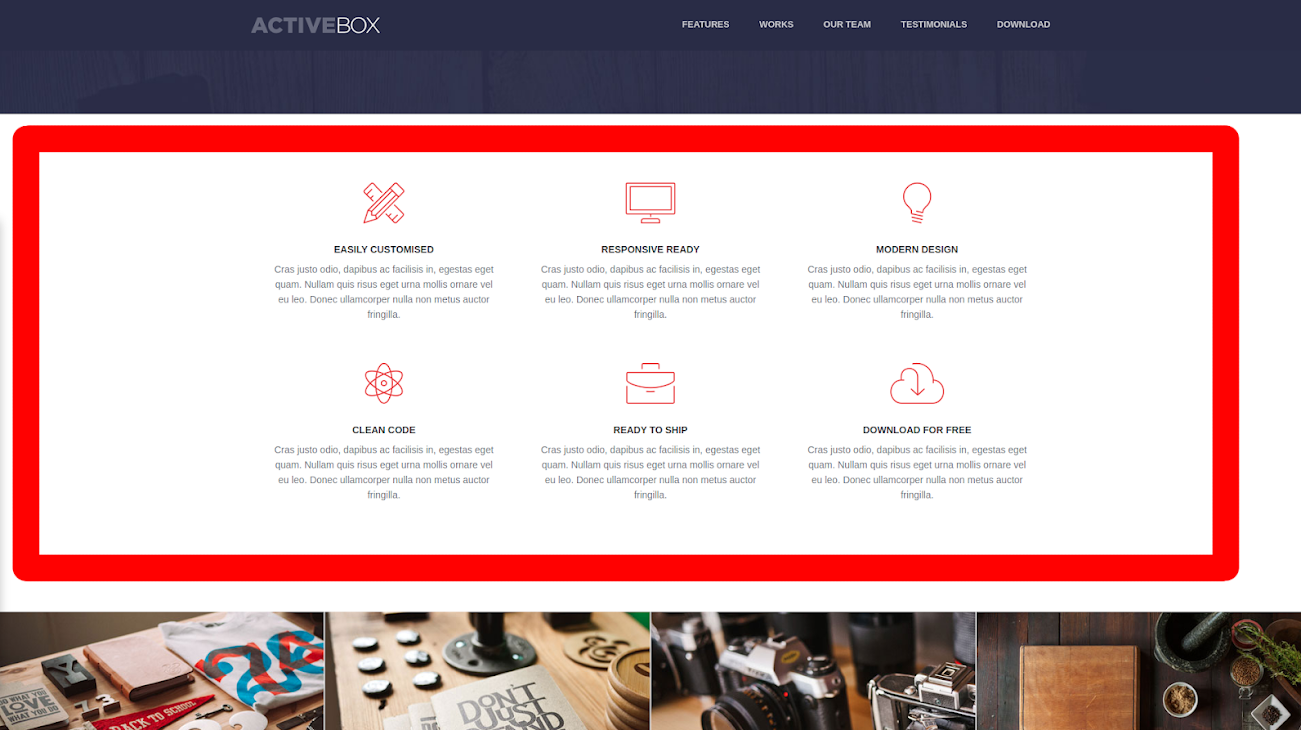 ACTIVEBOX
FEATURES WORKS OUR TEAM TESTIMONIALS DOWNLOAD
EASILY CUSTOMISED
Cras justo odio, dapibus ac facilisis in, egestas eget
quam. Nullam quis risus eget urna mollis ornare vel
eu leo. Donec ullamcorper nulla non metus auctor
fringilla.
RESPONSIVE READY
Cras justo odio, dapibus ac facilisis in, egestas eget
quam. Nullam quis risus eget urna mollis ornare vel
eu leo. Donec ullamcorper nulla non metus auctor
fringilla.
MODERN DESIGN
Cras justo odio, dapibus ac facilisis in, egestas eget
quam. Nullam quis risus eget urna mollis ornare vel
eu leo. Donec ullamcorper nulla non metus auctor
fringilla.
CLEAN CODE
Cras justo odio, dapibus ac facilisis in, egestas eget
quam. Nullam quis risus eget urna mollis ornare vel
eu leo. Donec ullamcorper nulla non metus auctor
fringilla.
READY TO SHIP
Cras justo odio, dapibus ac facilisis in, egestas eget
quam. Nullam quis risus eget urna mollis ornare vel
eu leo. Donec ullamcorper nulla non metus auctor
fringilla.
DOWNLOAD FOR FREE
Cras justo odio, dapibus ac facilisis in, egestas eget
quam. Nullam quis risus eget urna mollis ornare vel
eu leo. Donec ullamcorper nulla non metus auctor
fringilla.
DO WHAT YOU
LOVE
WHAT YOU DO
Y
BACK TO SCHOOL
DON'T
JUST
STAND